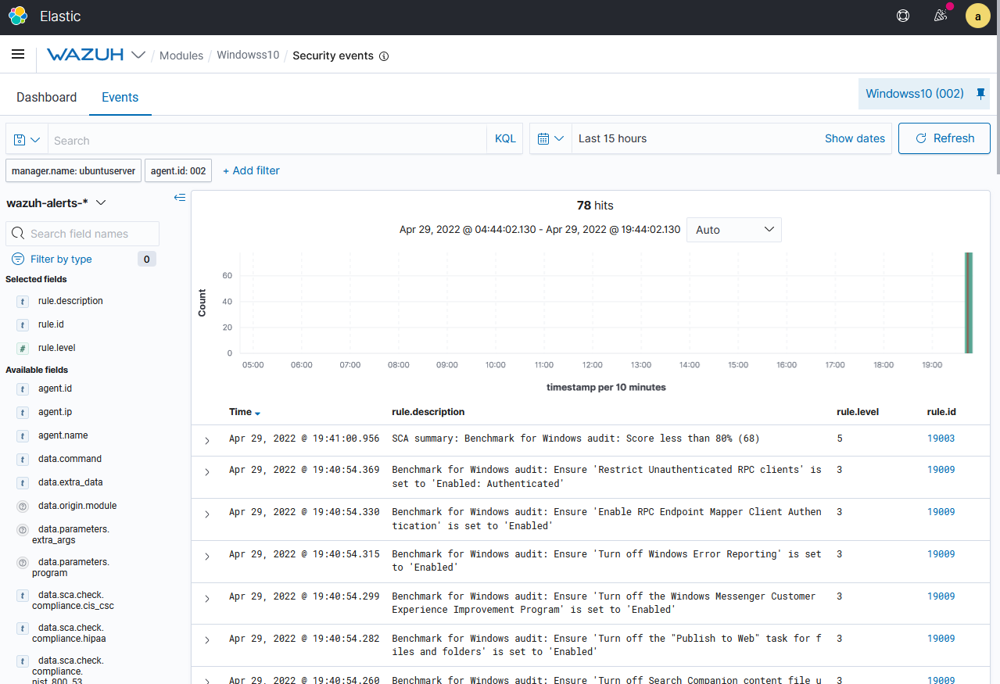 Elastic
a
WAZUH / Modules / Windowss10 / Security events
Dashboard
Events
Windowss10 (002)
Search
KQL
Last 15 hours
Show dates
Refresh
manager.name: ubuntuserver
agent.id: 002
+ Add filter
wazuh-alerts-*
Search field names
Filter by type
0
Selected fields
t rule.description
t rule.id
# rule.level
Available fields
t agent.id
t agent.ip
t agent.name
t data.command
t data.extra_data
? data.origin.module
? data.parameters.
extra_args
? data.parameters.
program
t data.sca.check.
compliance.cis_csc
t data.sca.check.
compliance.hipaa
t data.sca.check.
compliance.
nist_800_53
78 hits
Apr 29, 2022 @ 04:44:02.130 - Apr 29, 2022 @ 19:44:02.130
Auto
Count
60
40
20
0
05:00 06:00 07:00 08:00 09:00 10:00 11:00 12:00 13:00 14:00 15:00 16:00 17:00 18:00 19:00
timestamp per 10 minutes
Time rule.description rule.level rule.id
Apr 29, 2022 @ 19:41:00.956 SCA summary: Benchmark for Windows audit: Score less than 80% (68) 5 19003
Apr 29, 2022 @ 19:40:54.369 Benchmark for Windows audit: Ensure 'Restrict Unauthenticated RPC clients' is 3 19009
set to 'Enabled: Authenticated'
Apr 29, 2022 @ 19:40:54.330 Benchmark for Windows audit: Ensure 'Enable RPC Endpoint Mapper Client Authen 3 19009
tication' is set to 'Enabled'
Apr 29, 2022 @ 19:40:54.315 Benchmark for Windows audit: Ensure 'Turn off Windows Error Reporting' is set 3 19009
to 'Enabled'
Apr 29, 2022 @ 19:40:54.299 Benchmark for Windows audit: Ensure 'Turn off the Windows Messenger Customer 3 19009
Experience Improvement Program' is set to 'Enabled'
Apr 29, 2022 @ 19:40:54.282 Benchmark for Windows audit: Ensure 'Turn off the "Publish to Web" task for f 3 19009
iles and folders' is set to 'Enabled'
Apr 29, 2022 @ 19:40:54.260 Benchmark for Windows audit: Ensure 'Turn off Search Companion content file u 3 19009